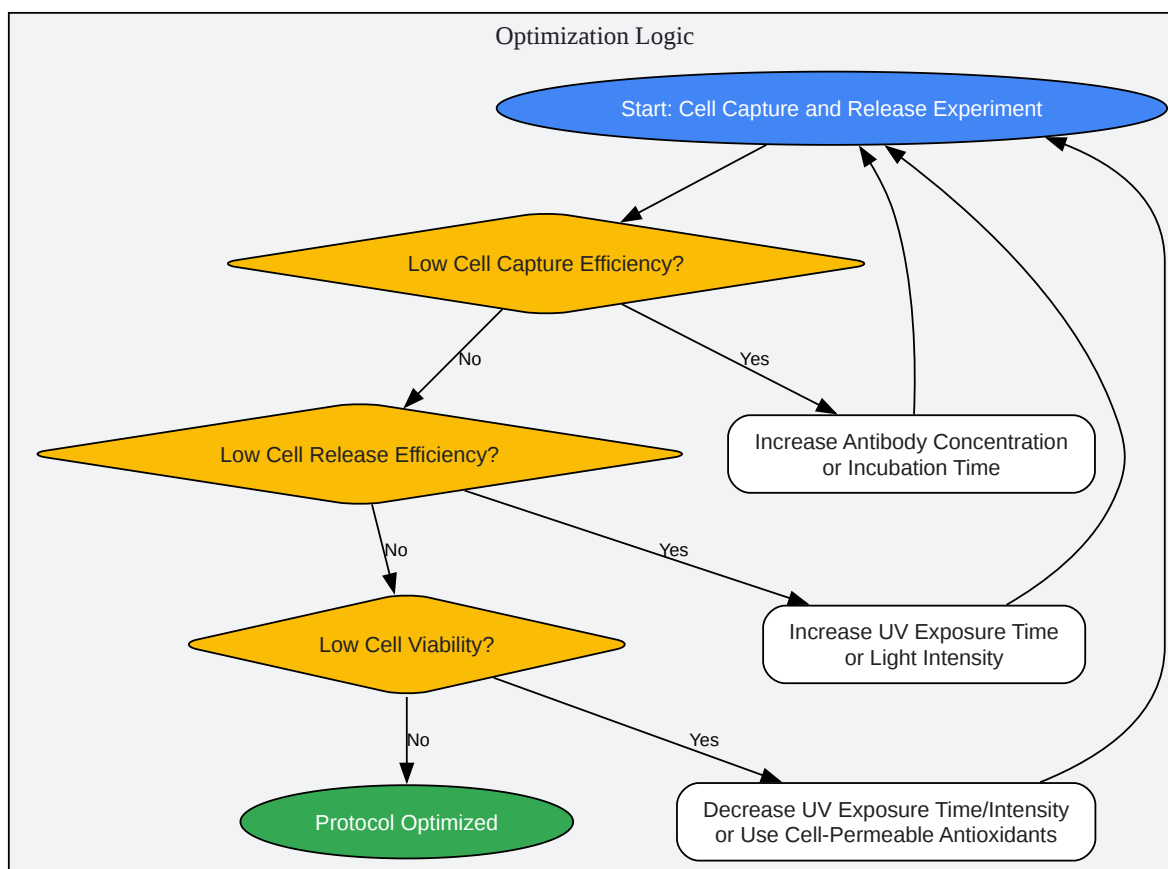 Optimization Logic
Start: Cell Capture and Release Experiment
Low Cell Capture Efficiency?
No
Yes
Increase Antibody Concentration
or Incubation Time
Low Cell Release Efficiency?
No
Yes
Increase UV Exposure Time
or Light Intensity
Low Cell Viability?
No
Yes
Decrease UV Exposure Time/Intensity
or Use Cell-Permeable Antioxidants
Protocol Optimized